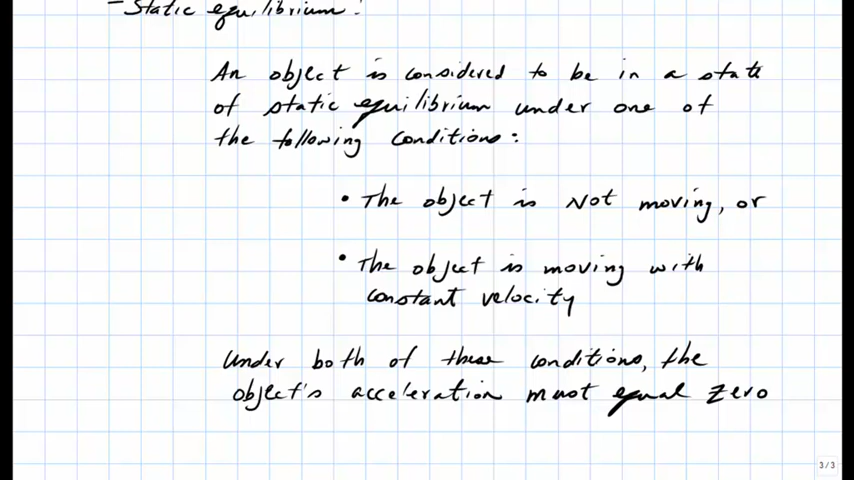 - Static equilibrium:
An object is considered to be in a state
of static equilibrium under one of
the following conditions:
• The object is Not moving, or
• The object is moving with
constant velocity
Under both of these conditions, the
object's acceleration must equal zero
3/3